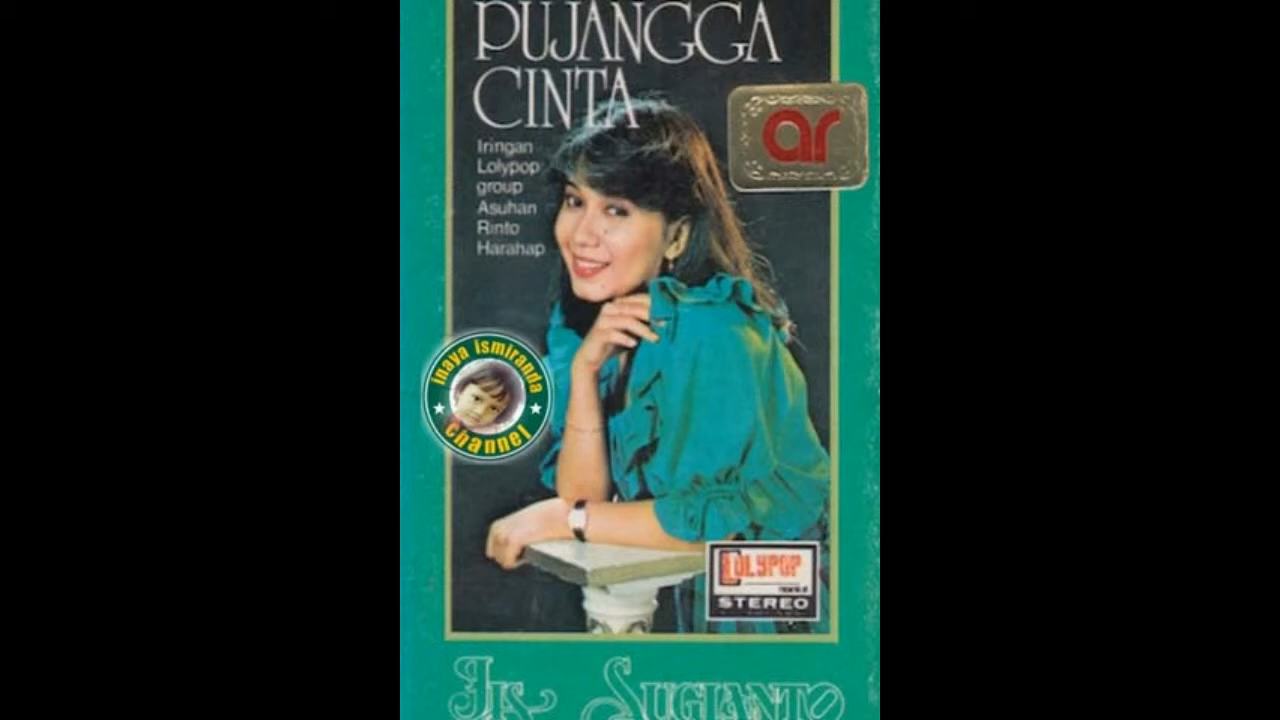 PUJANGGA
CINTA
Iringan
Lolypop
group
Asuhan
Rinto
Harahap
ar
inaya ismiranda
channel
LOLYPOP
STEREO
Iis Sugianto